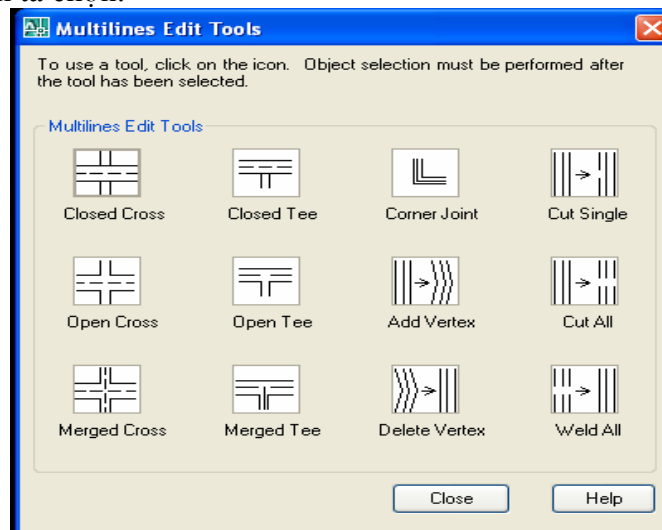 ta chọn.
Multilines Edit Tools
To use a tool, click on the icon. Object selection must be performed after
the tool has been selected.
Multilines Edit Tools
Closed Cross Closed Tee Corner Joint Cut Single
Open Cross Open Tee Add Vertex Cut All
Merged Cross Merged Tee Delete Vertex Weld All
Close Help